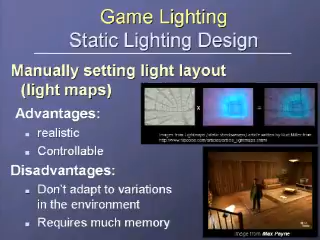 Game Lighting
Static Lighting Design
Manually setting light layout
(light maps)
Advantages:
x
=
realistic
Controllable
Disadvantages:
Don't adapt to variations
in the environment
Requires much memory
Image from Max Payne